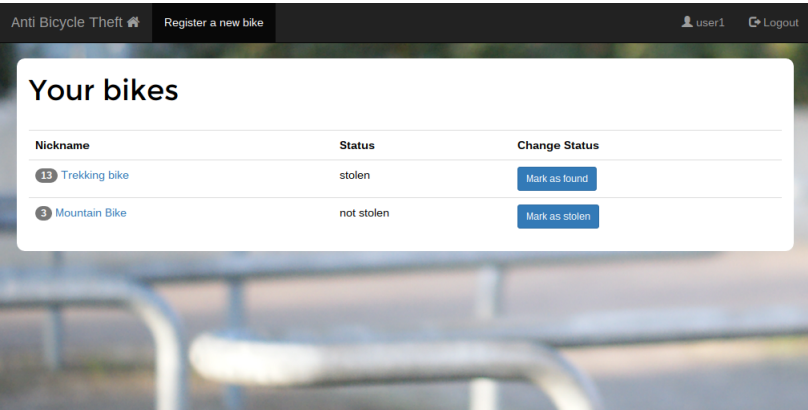 Anti Bicycle Theft Register a new bike user1 Logout
Your bikes
Nickname Status Change Status
13 Trekking bike stolen Mark as found
3 Mountain Bike not stolen Mark as stolen